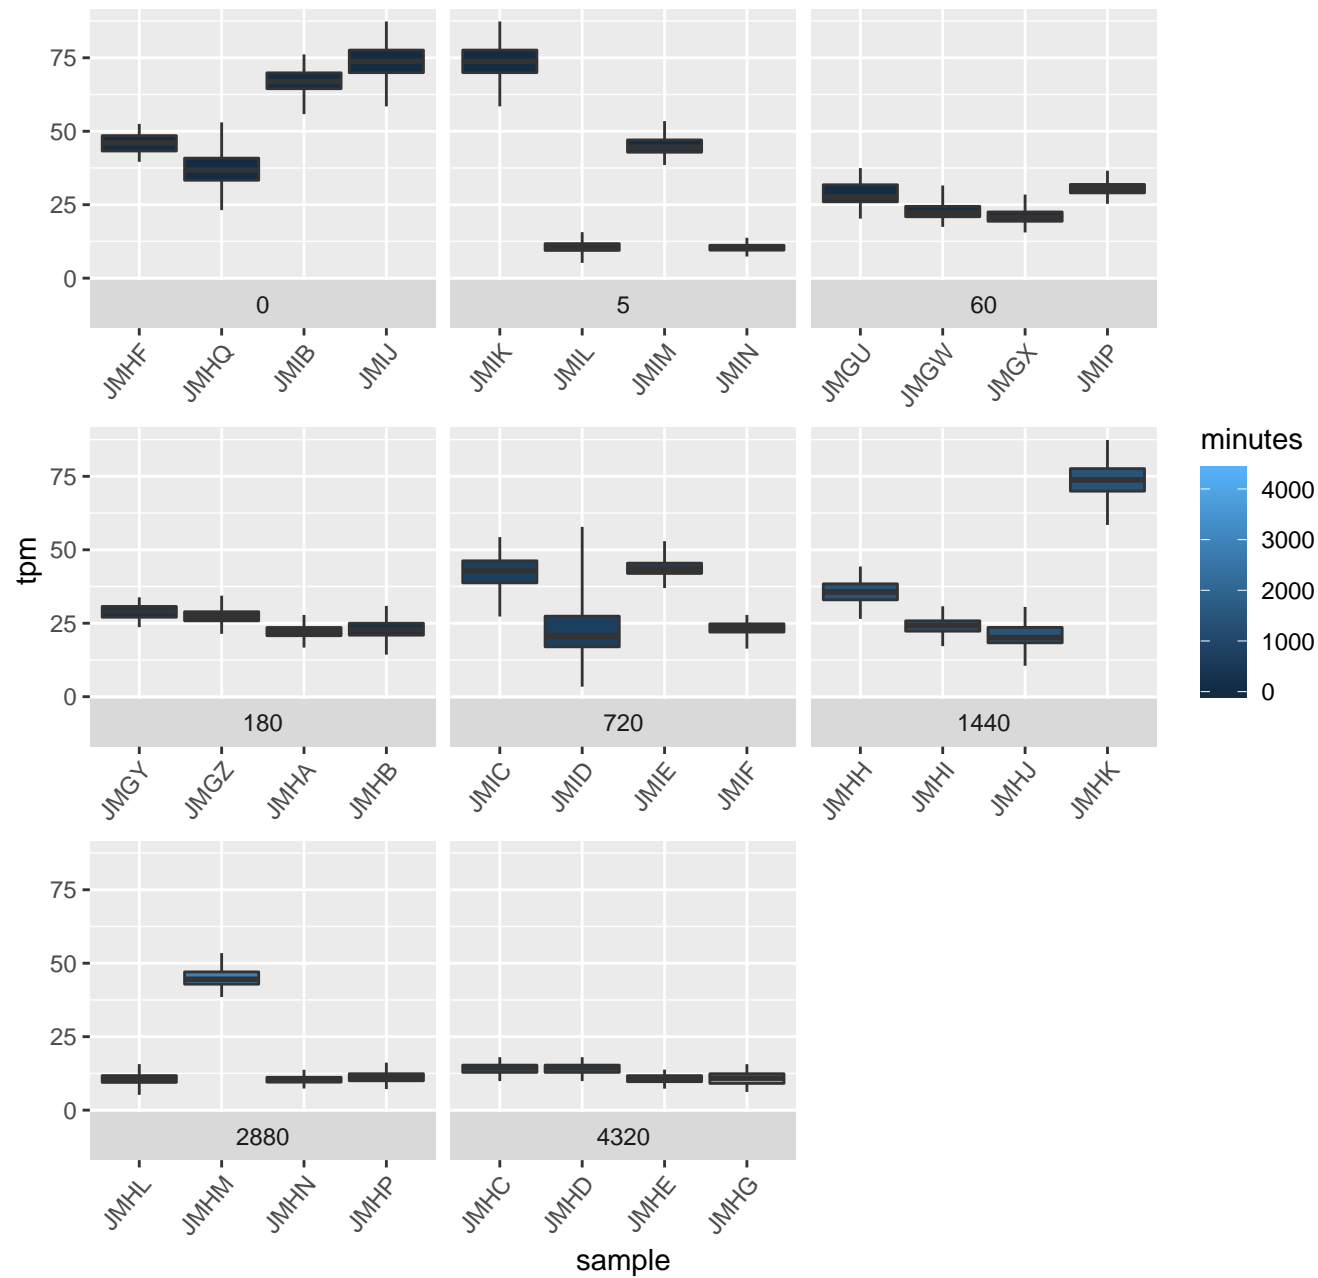 75
50
25
0
0
5
60
JMHF
JMHQ
JMIB
JMIJ
JMIK
JMIL
JMIM
JMIN
JMGU
JMGW
JMGX
JMIP
tpm
75
50
25
0
180
720
1440
JMGY
JMGZ
JMHA
JMHB
JMIC
JMID
JMIE
JMIF
JMHH
JMHI
JMHJ
JMHK
minutes
4000
3000
2000
1000
0
75
50
25
0
2880
4320
JMHL
JMHM
JMHN
JMHP
JMHC
JMHD
JMHE
JMHG
sample